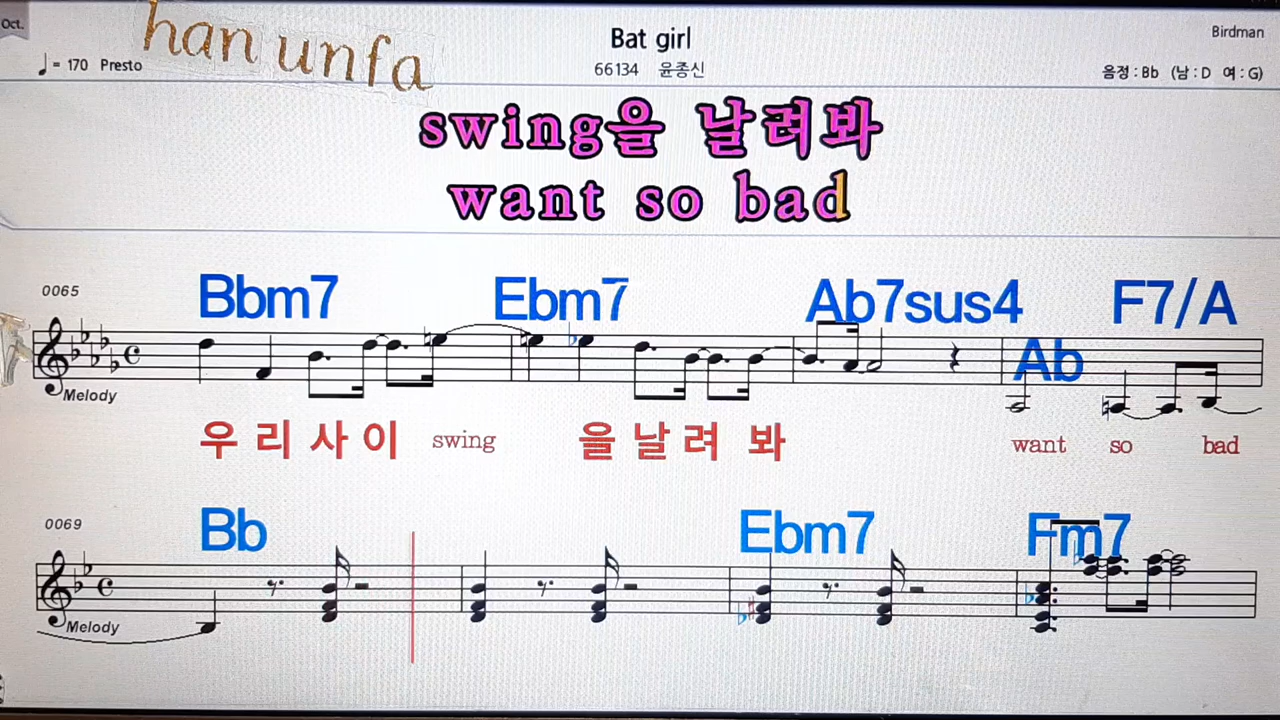 Oct.
han unfa
Bat girl
Birdman
♩= 170 Presto
66134 윤종신
음정 : Bb (남 : D 여 : G)
swing을 날려봐
want so bad
0065
Bbm7 Ebm7 Ab7sus4 F7/A
Ab
Melody
우 리 사 이 swing 을 날 려 봐 want so bad
0069
Bb Ebm7 Fm7
Melody